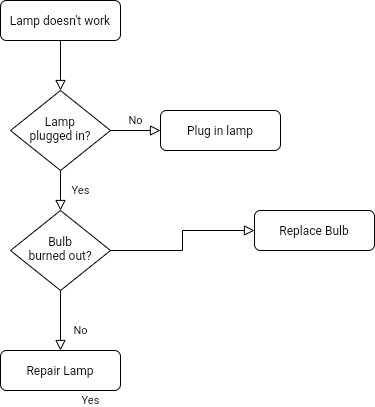 Lamp doesn't work
Lamp
plugged in?
No
Plug in lamp
Yes
Bulb
burned out?
Replace Bulb
No
Repair Lamp
Yes